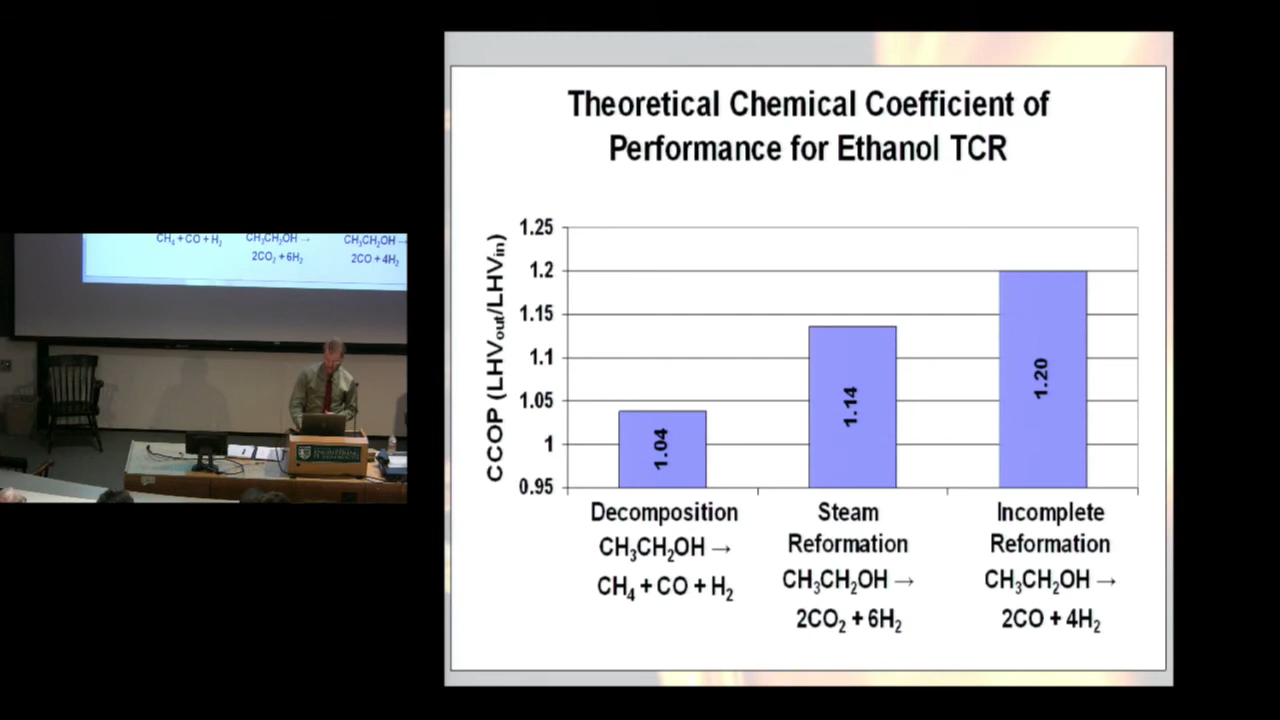 Theoretical Chemical Coefficient of
Performance for Ethanol TCR
CCOP (LHVout/LHVin)
1.25
1.2
1.15
1.1
1.05
1
0.95
1.04
1.14
1.20
Decomposition
CH₃CH₂OH →
CH₄ + CO + H₂
Steam
Reformation
CH₃CH₂OH →
2CO₂ + 6H₂
Incomplete
Reformation
CH₃CH₂OH →
2CO + 4H₂
CH₄ + CO + H₂
CH₃CH₂OH →
2CO₂ + 6H₂
CH₃CH₂OH →
2CO + 4H₂